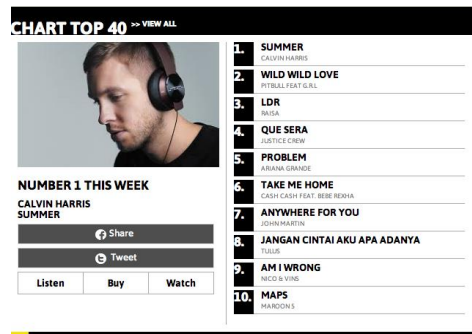 CHART TOP 40 >> VIEW ALL
NUMBER 1 THIS WEEK
CALVIN HARRIS
SUMMER
Share
Tweet
Listen Buy Watch
1. SUMMER
CALVIN HARRIS
2. WILD WILD LOVE
PITBULL FEAT G.R.L
3. LDR
RAISA
4. QUE SERA
JUSTICE CREW
5. PROBLEM
ARIANA GRANDE
6. TAKE ME HOME
CASH CASH FEAT. BEBE REXHA
7. ANYWHERE FOR YOU
JOHN MARTIN
8. JANGAN CINTAI AKU APA ADANYA
TULUS
9. AM I WRONG
NICO & VINS
10. MAPS
MAROON 5